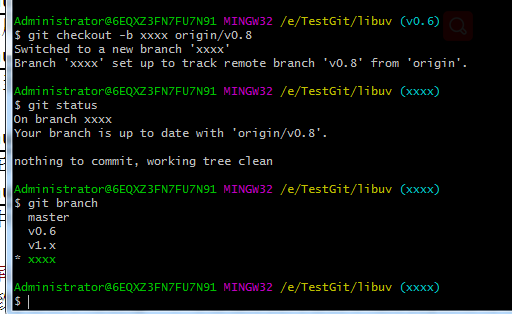 Administrator@6EQXZ3FN7FU7N91 MINGW32 /e/TestGit/libuv (v0.6)
$ git checkout -b xxxx origin/v0.8
Switched to a new branch 'xxxx'
Branch 'xxxx' set up to track remote branch 'v0.8' from 'origin'.
Administrator@6EQXZ3FN7FU7N91 MINGW32 /e/TestGit/libuv (xxxx)
$ git status
On branch xxxx
Your branch is up to date with 'origin/v0.8'.
nothing to commit, working tree clean
Administrator@6EQXZ3FN7FU7N91 MINGW32 /e/TestGit/libuv (xxxx)
$ git branch
  master
  v0.6
  v1.x
* xxxx
Administrator@6EQXZ3FN7FU7N91 MINGW32 /e/TestGit/libuv (xxxx)
$